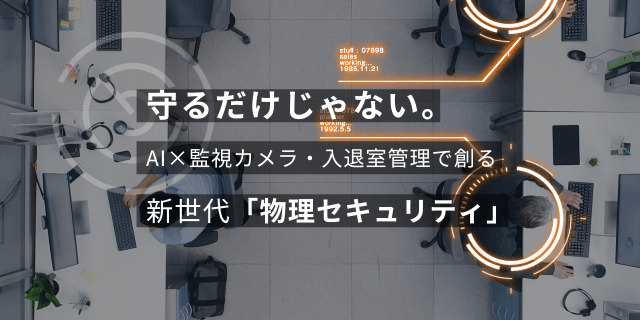 stuff : 07898
sales
working...
1985.11.21
守るだけじゃない。
planner
working...
1992.5.5
AI×監視カメラ・入退室管理で創る
新世代「物理セキュリティ」